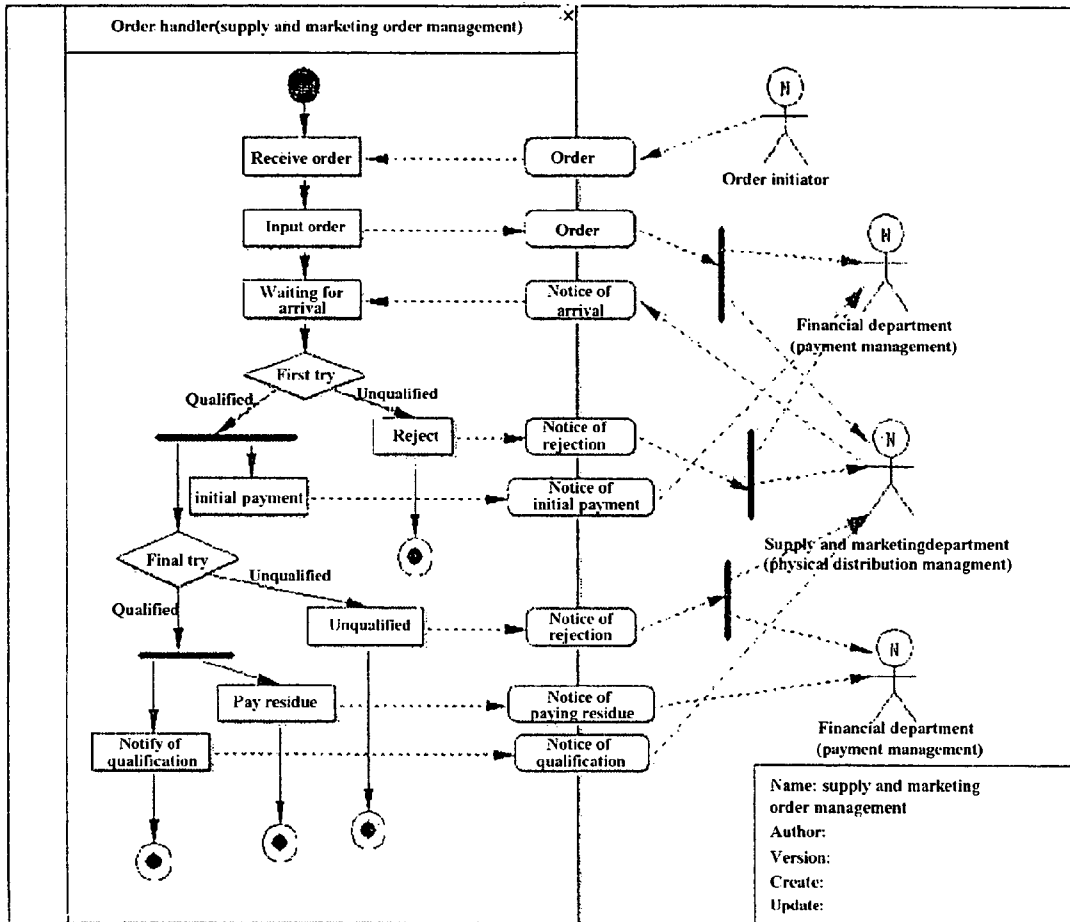 Order handler(supply and marketing order management)
N
Receive order
Order
Order initiator
Input order
Order
N
Waiting for
arrival
Notice of
arrival
Financial department
(payment management)
First try
Qualified
Unqualified
Reject
Notice of
rejection
N
initial payment
Notice of
initial payment
Final try
Supply and marketingdepartment
(physical distribution managment)
Unqualified
Qualified
Unqualified
Notice of
rejection
N
Pay residue
Notice of
paying residue
Financial department
(payment management)
Notify of
qualification
Notice of
qualification
Name: supply and marketing
order management
Author:
Version:
Create:
Update: